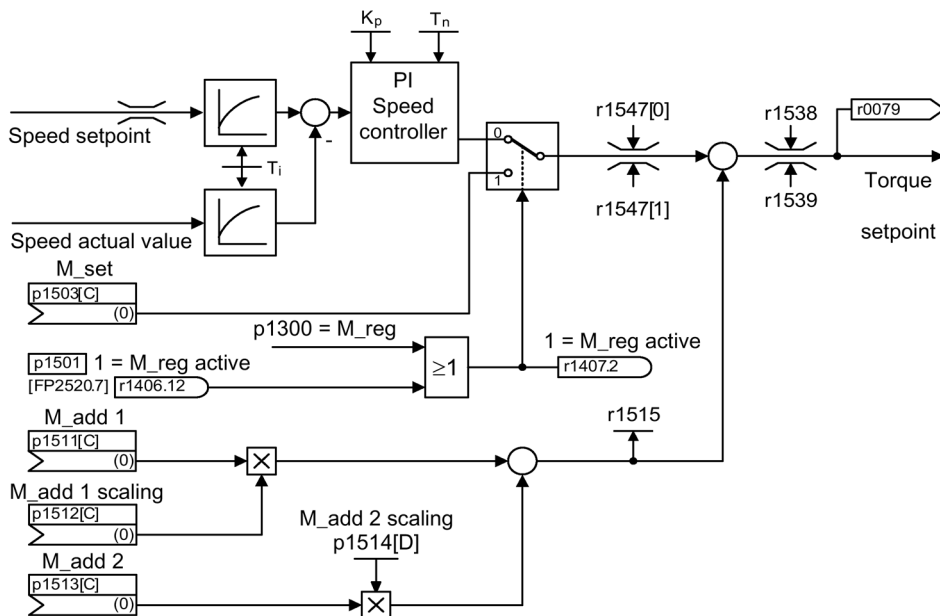 Kp Tn
PI
Speed
controller
Speed setpoint
Ti
-
Speed actual value
0
1
r1547[0]
r1547[1]
r1538
r1539
r0079
Torque
setpoint
M_set
p1503[C]
(0)
p1300 = M_reg
p1501 1 = M_reg active
[FP2520.7] r1406.12
≥1
1 = M_reg active
r1407.2
r1515
M_add 1
p1511[C]
(0)
×
M_add 1 scaling
p1512[C]
(0)
M_add 2 scaling
p1514[D]
M_add 2
p1513[C]
(0)
×